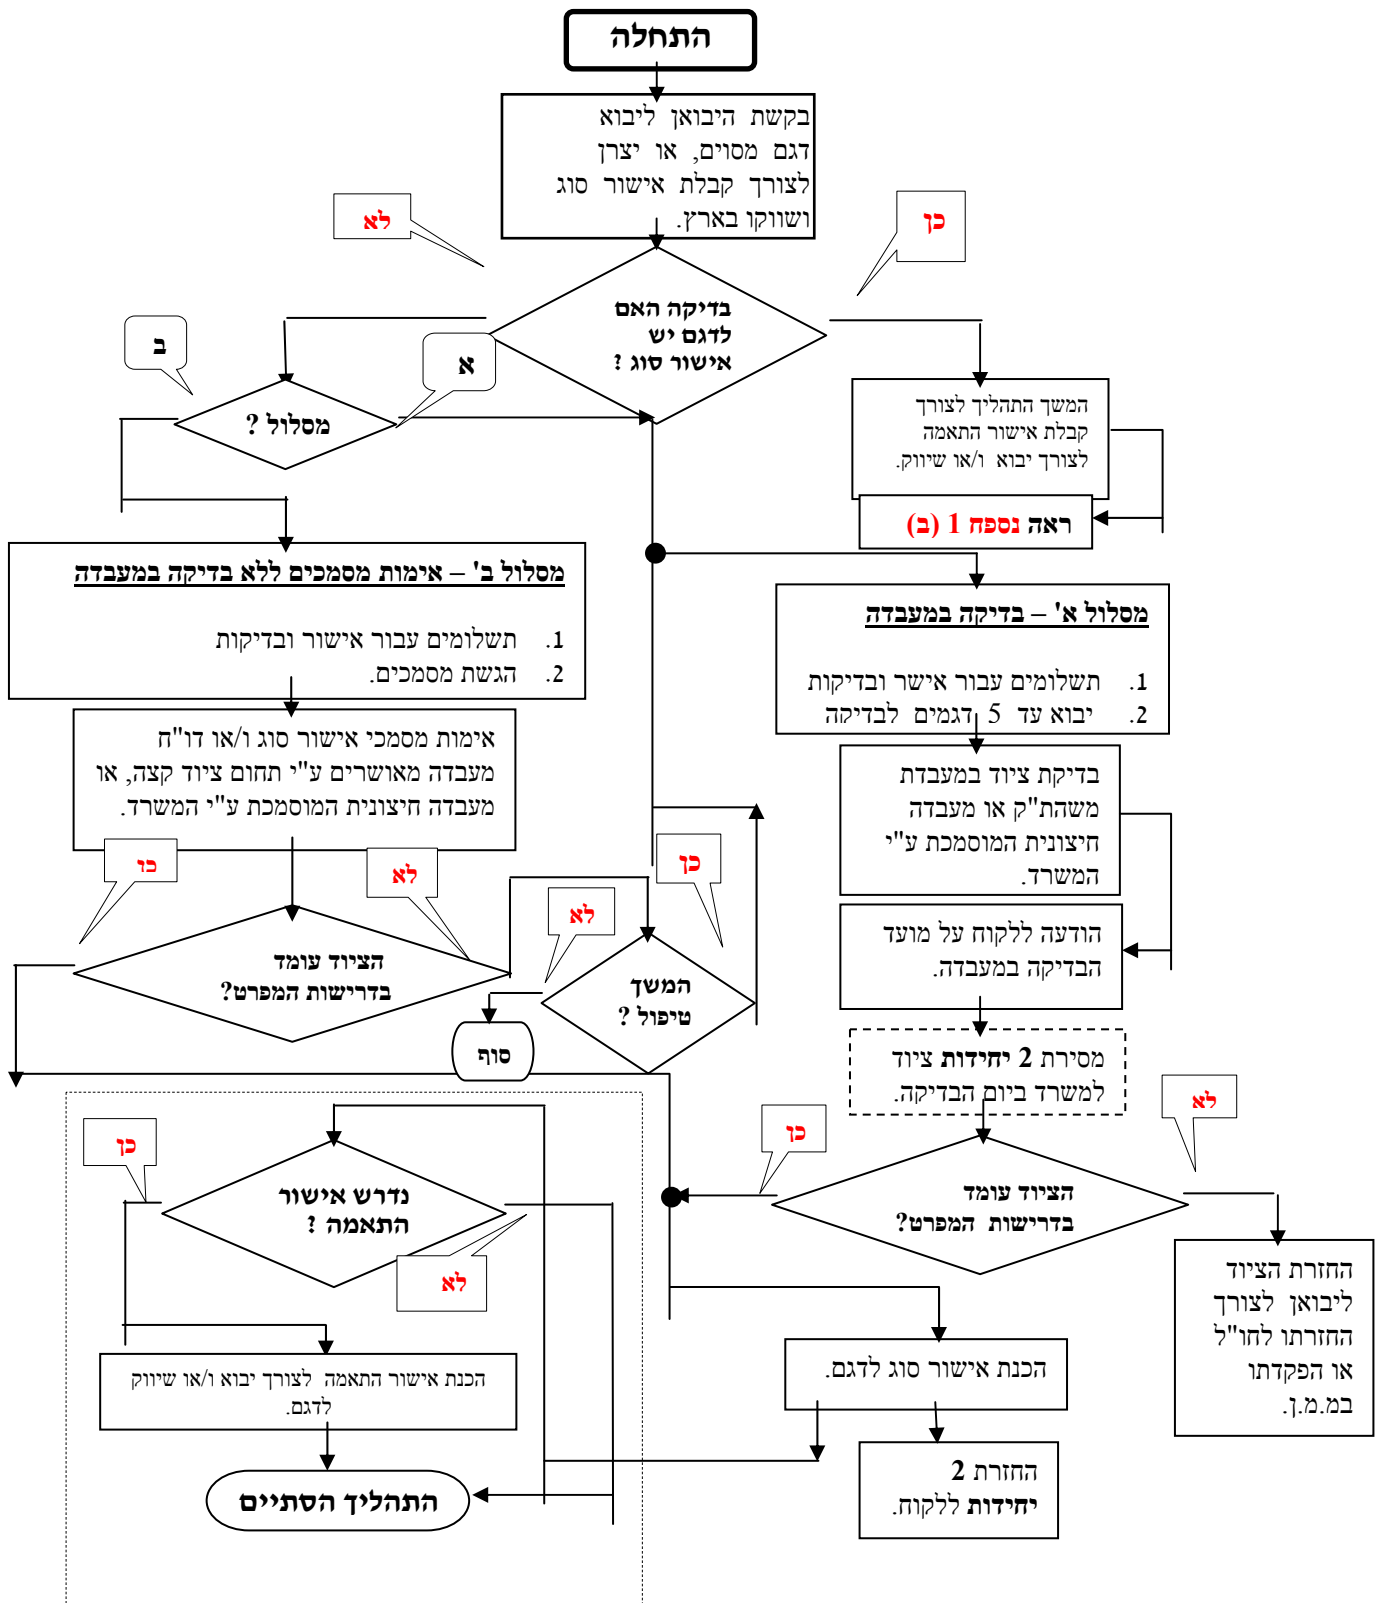 התחלה
בקשת היבואן ליבוא
דגם מסוים, או יצרן
לצורך קבלת אישור סוג
ושווקו בארץ.
לא
כן
בדיקה האם
לדגם יש
אישור סוג ?
ב
א
מסלול ?
המשך התהליך לצורך
קבלת אישור התאמה
לצורך יבוא ו/או שיווק.
ראה נספח 1 (ב)
מסלול ב' – אימות מסמכים ללא בדיקה במעבדה
1. תשלומים עבור אישור ובדיקות
2. הגשת מסמכים.
מסלול א' – בדיקה במעבדה
1. תשלומים עבור אישר ובדיקות
2. יבוא עד 5 דגמים לבדיקה
אימות מסמכי אישור סוג ו/או דו"ח
מעבדה מאושרים ע"י תחום ציוד קצה, או
מעבדה חיצונית המוסמכת ע"י המשרד.
בדיקת ציוד במעבדת
משהת"ק או מעבדה
חיצונית המוסמכת ע"י
המשרד.
כן
לא
לא
כן
הציוד עומד
בדרישות המפרט?
המשך
טיפול ?
סוף
הודעה ללקוח על מועד
הבדיקה במעבדה.
מסירת 2 יחידות ציוד
למשרד ביום הבדיקה.
כן
לא
הציוד עומד
בדרישות המפרט?
כן
נדרש אישור
התאמה ?
לא
החזרת הציוד
ליבואן לצורך
החזרתו לחו"ל
או הפקדתו
במ.מ.ן.
הכנת אישור סוג לדגם.
הכנת אישור התאמה לצורך יבוא ו/או שיווק
לדגם.
החזרת 2
יחידות ללקוח.
התהליך הסתיים